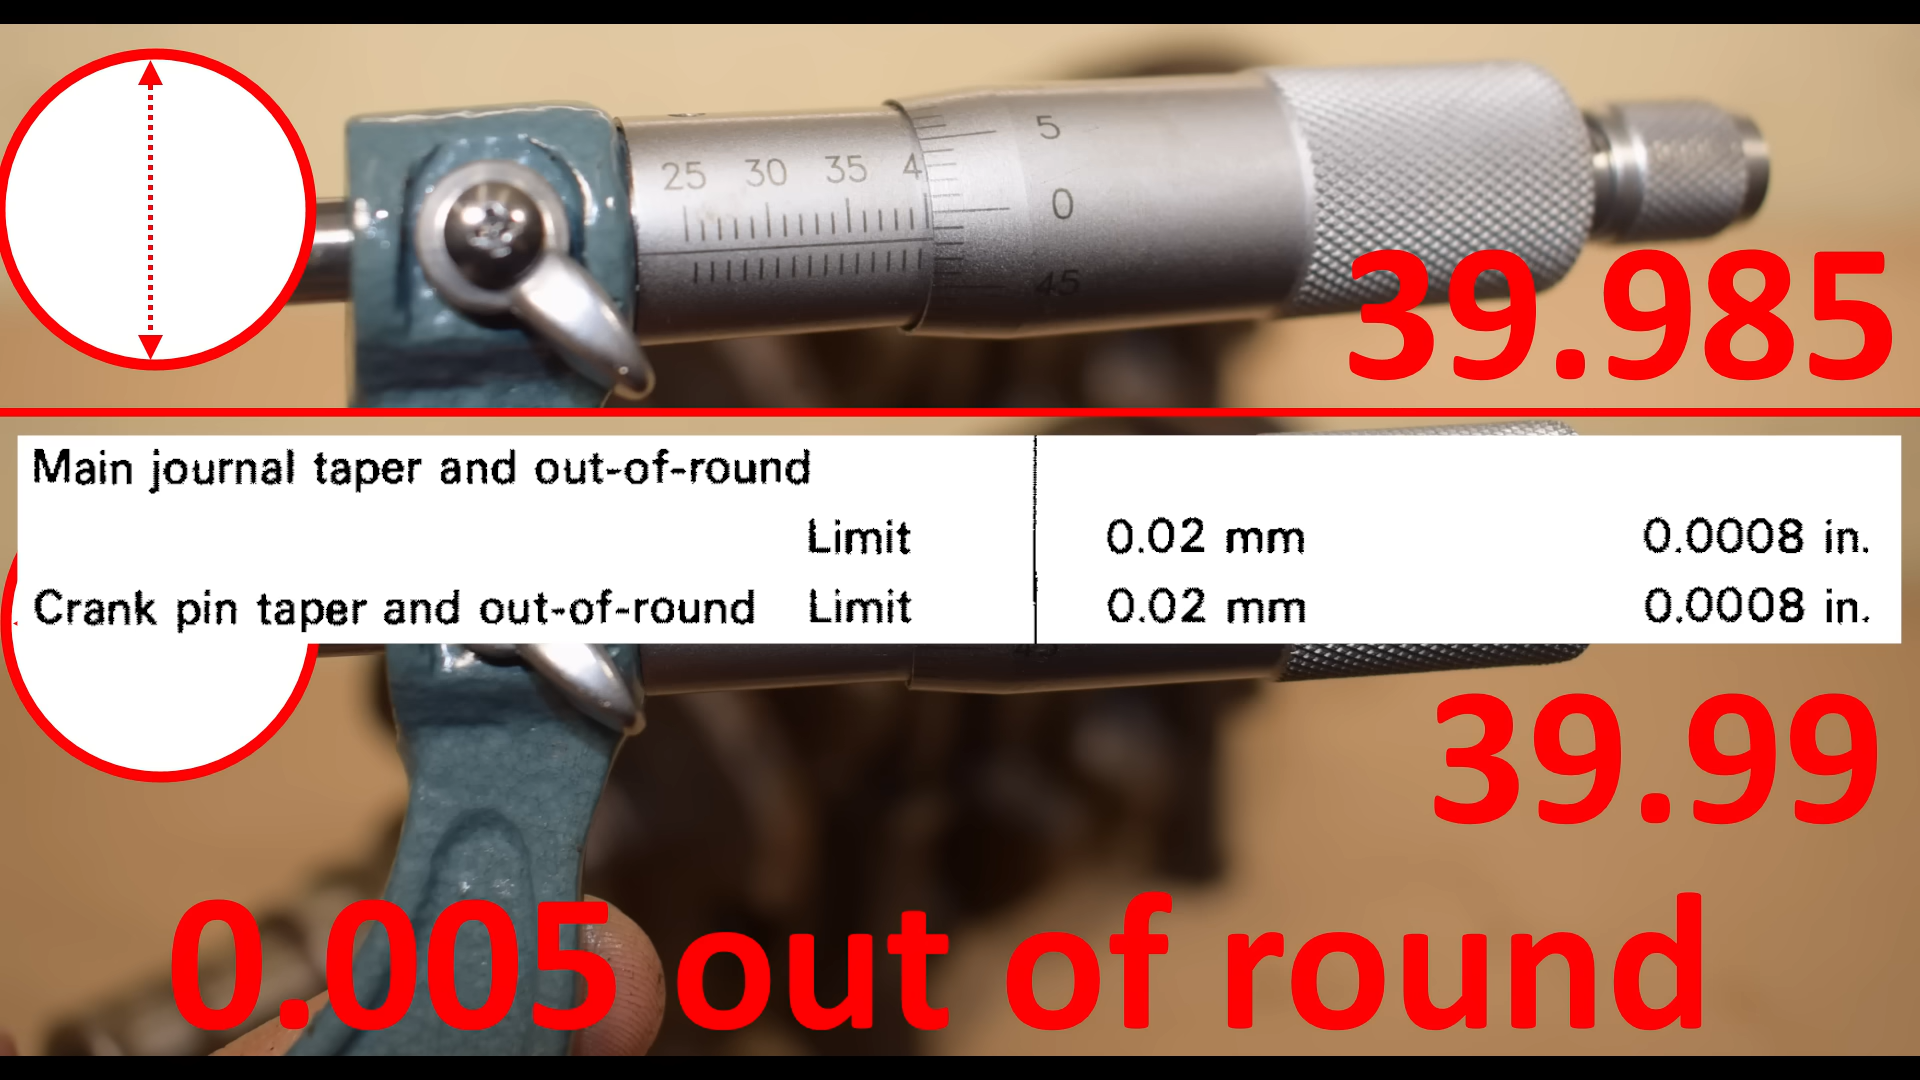 5
25 30 35 4
0
45
39.985
Main journal taper and out-of-round
Limit 0.02 mm 0.0008 in.
Crank pin taper and out-of-round Limit 0.02 mm 0.0008 in.
39.99
0.005 out of round